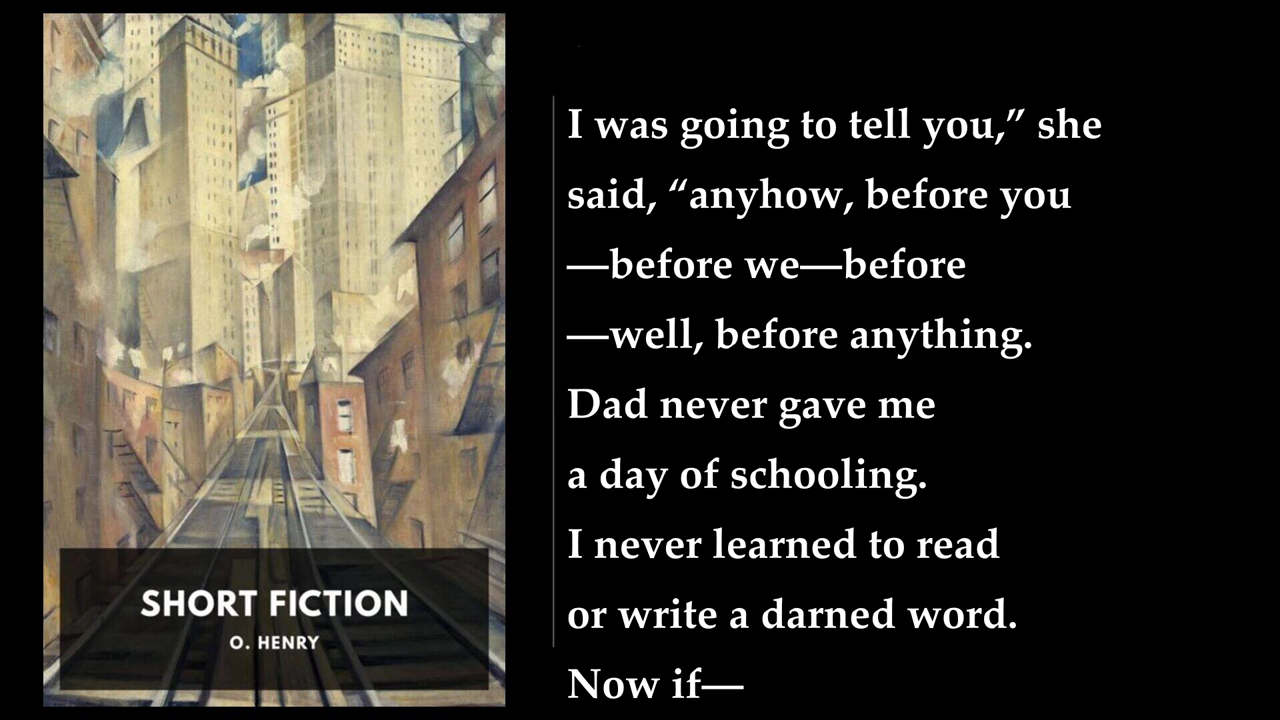 SHORT FICTION
O. HENRY
I was going to tell you,” she
said, “anyhow, before you
—before we—before
—well, before anything.
Dad never gave me
a day of schooling.
I never learned to read
or write a darned word.
Now if—